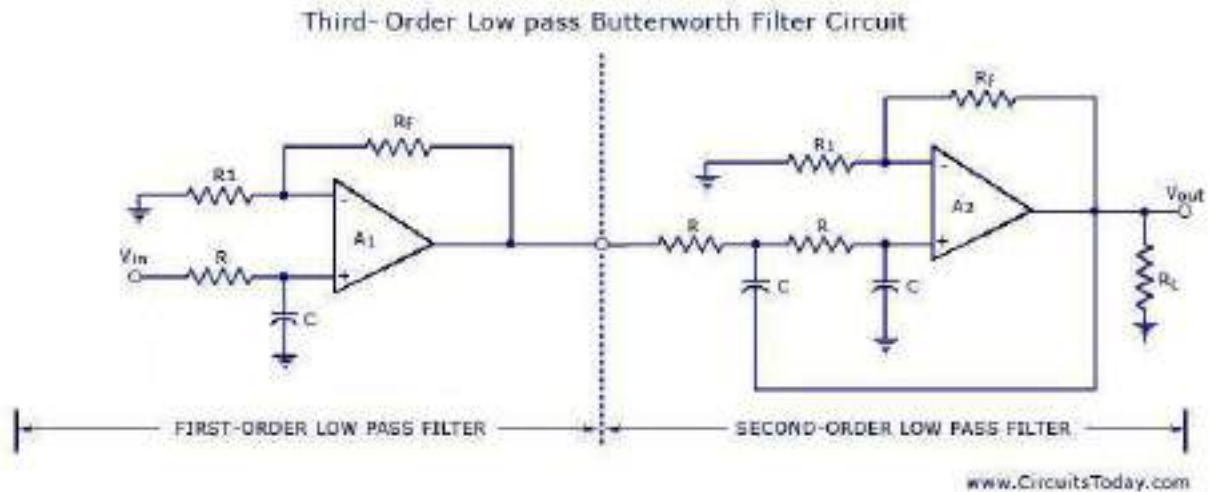 Third-Order Low pass Butterworth Filter Circuit
RF
R1
-
A1
+
Vin
R
C
RF
R1
-
A2
+
R
R
C
C
Vout
RL
FIRST-ORDER LOW PASS FILTER
SECOND-ORDER LOW PASS FILTER
www.CircuitsToday.com